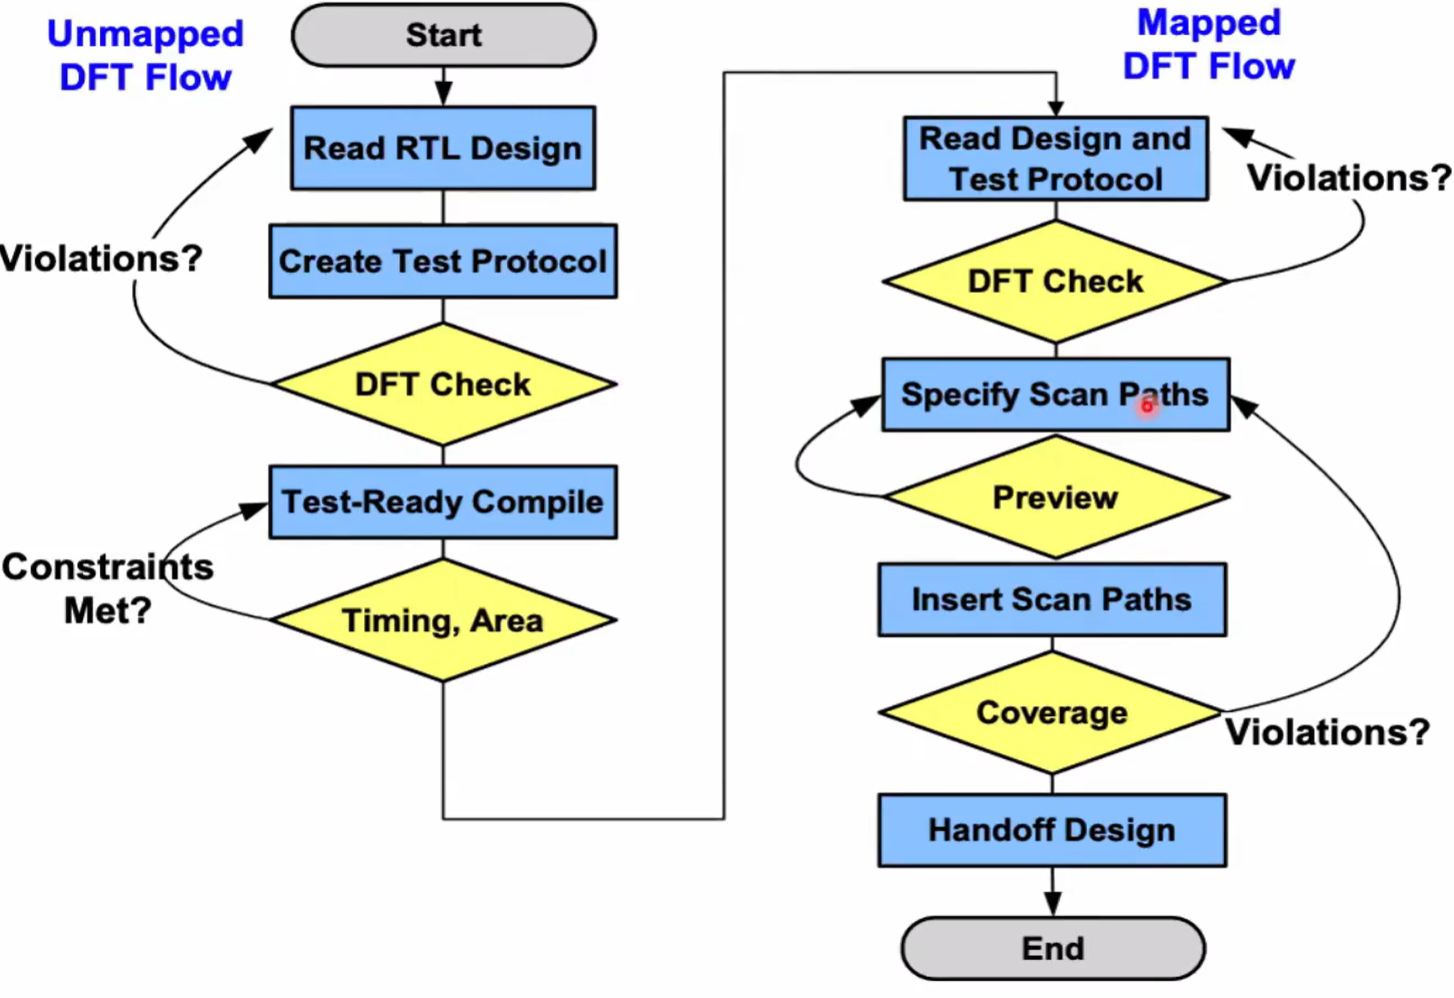 Unmapped
DFT Flow
Start
Read RTL Design
Violations?
Create Test Protocol
DFT Check
Test-Ready Compile
Constraints
Met?
Timing, Area
Mapped
DFT Flow
Read Design and
Test Protocol
Violations?
DFT Check
Specify Scan Paths
Preview
Insert Scan Paths
Coverage
Violations?
Handoff Design
End